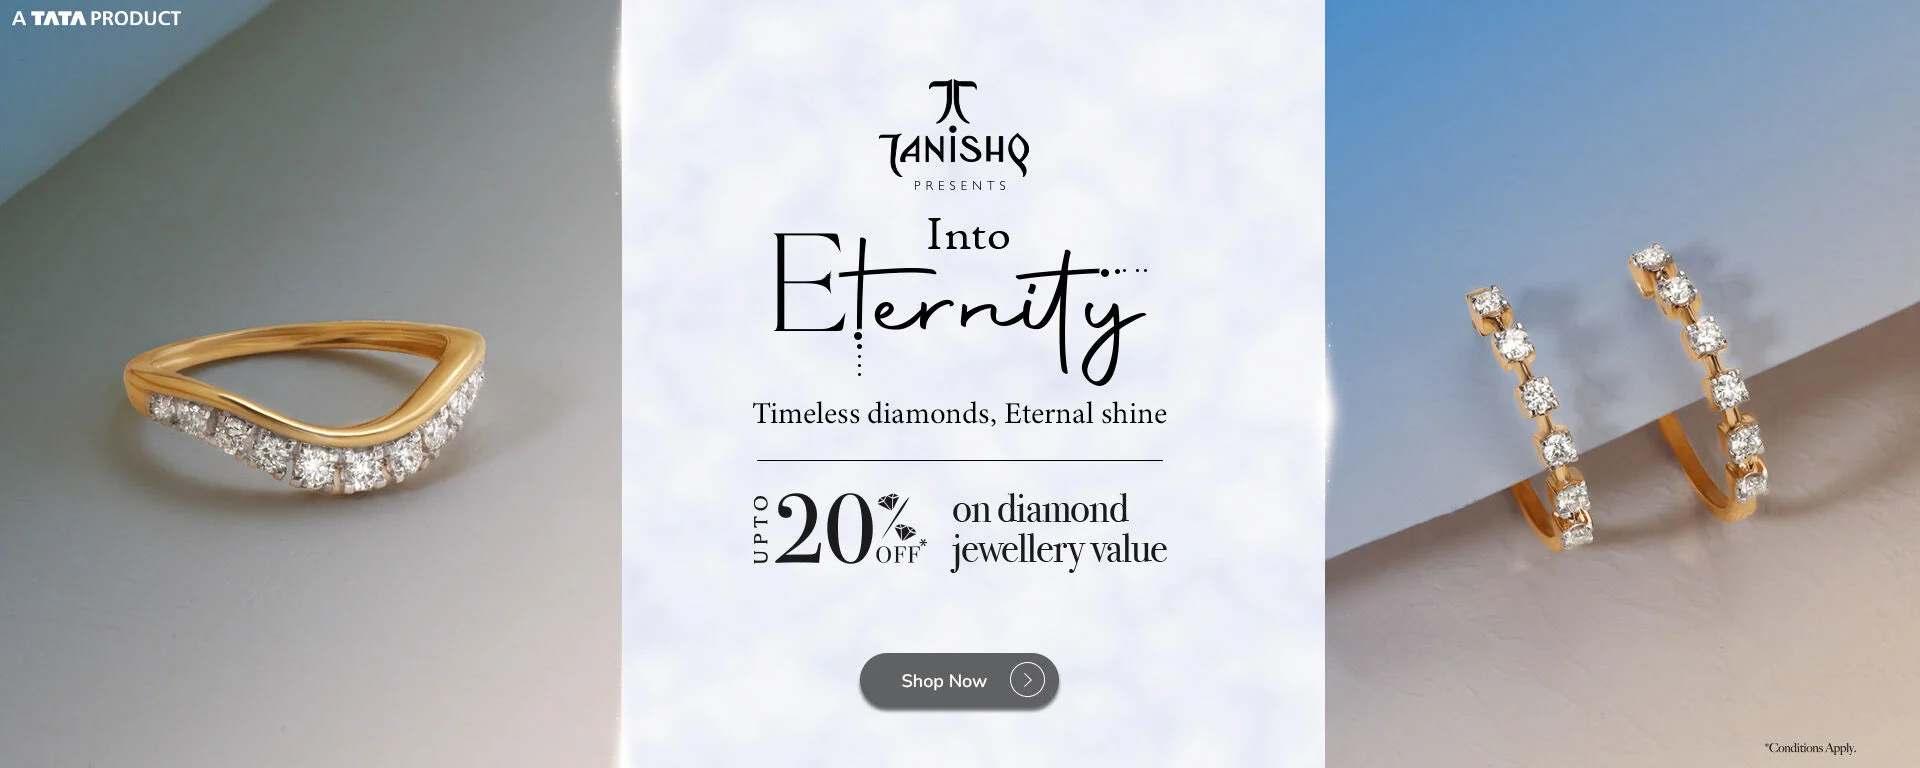 A TATA PRODUCT
TANISHQ
PRESENTS
Into
Eternity
Timeless diamonds, Eternal shine
UPTO 20% OFF*
on diamond
jewellery value
Shop Now
*Conditions Apply.